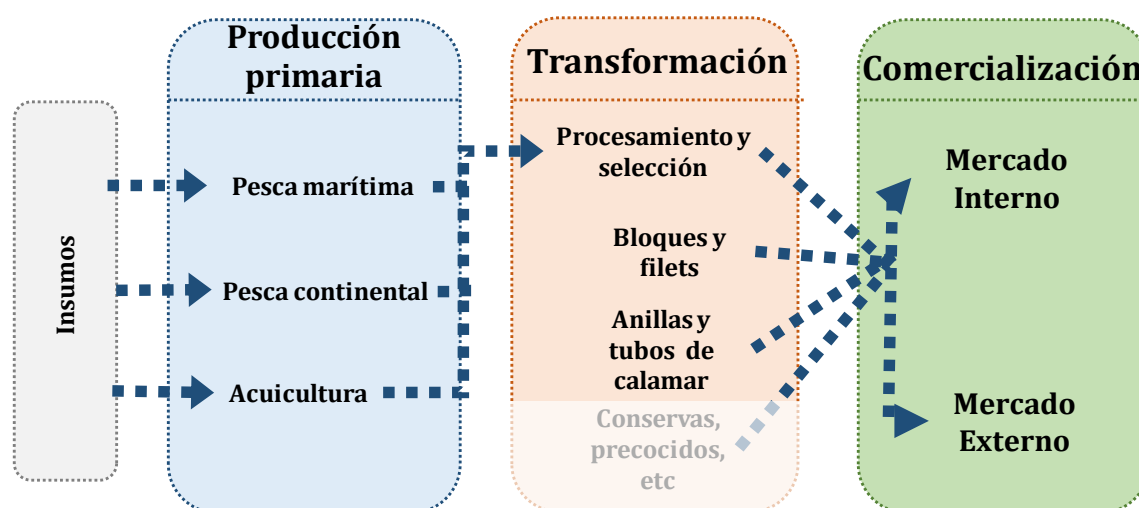 Insumos
Producción
primaria
Pesca marítima
Pesca continental
Acuicultura
Transformación
Procesamiento y
selección
Bloques y
filets
Anillas y
tubos de
calamar
Conservas,
precocidos,
etc
Comercialización
Mercado
Interno
Mercado
Externo